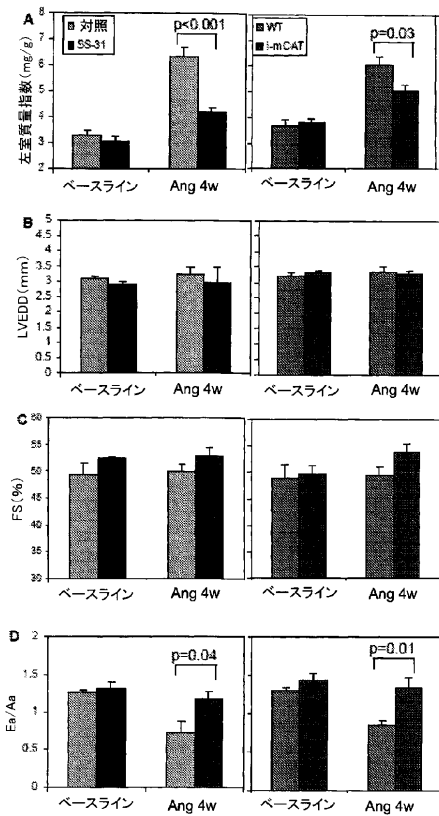 A
左室質量指数(mg/g)
8
7
6
5
4
3
2
対照
SS-31
p<0.001
ベースライン
Ang 4w
WT
i-mCAT
p=0.03
ベースライン
Ang 4w
B
LVEDD(mm)
5
4.5
4
3.5
3
2.5
2
1.5
1
0.5
0
ベースライン
Ang 4w
ベースライン
Ang 4w
C
FS(%)
60
55
50
45
40
35
30
ベースライン
Ang 4w
ベースライン
Ang 4w
D
Ea/Aa
2
1.5
1
0.5
0
p=0.04
ベースライン
Ang 4w
p=0.01
ベースライン
Ang 4w